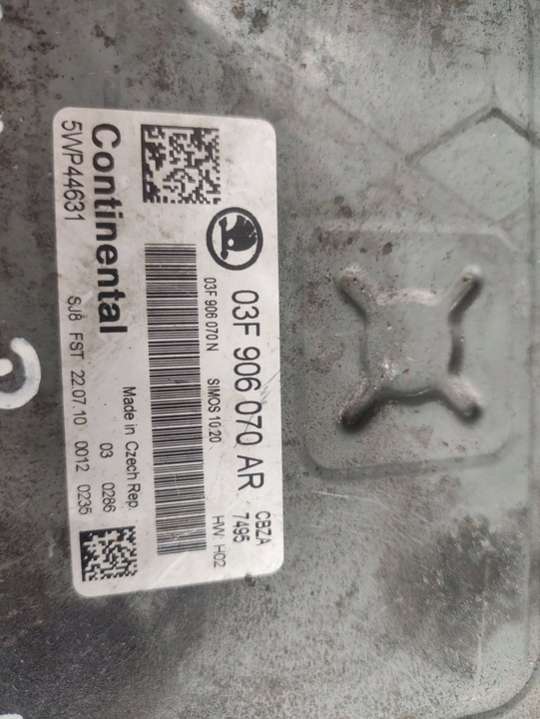 03F 906 070 AR
CBZA
7495
03F 906 070 N
SIMOS 10.20
HW: H02
Made in Czech Rep.
Continental
03
0286
5WP44631
SJ8 FST 22.07.10 0012 0235